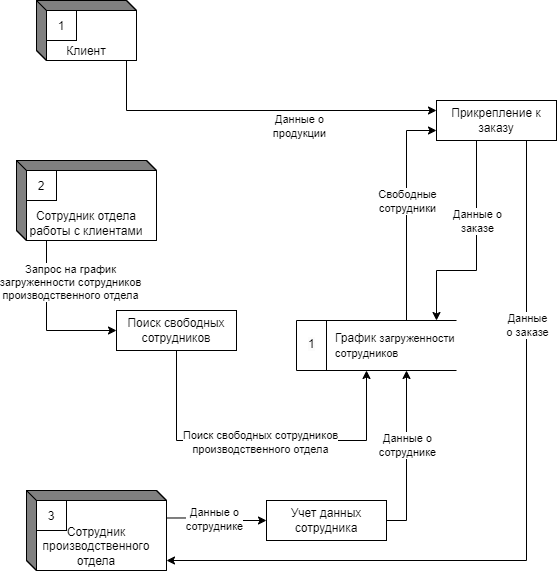 1
Клиент
Данные о
продукции
Прикрепление к
заказу
2
Сотрудник отдела
работы с клиентами
Свободные
сотрудники
Данные о
заказе
Запрос на график
загруженности сотрудников
производственного отдела
Поиск свободных
сотрудников
1
График загруженности
сотрудников
Данные
о заказе
Поиск свободных сотрудников
производственного отдела
Данные о
сотруднике
3
Сотрудник
производственного
отдела
Данные о
сотруднике
Учет данных
сотрудника